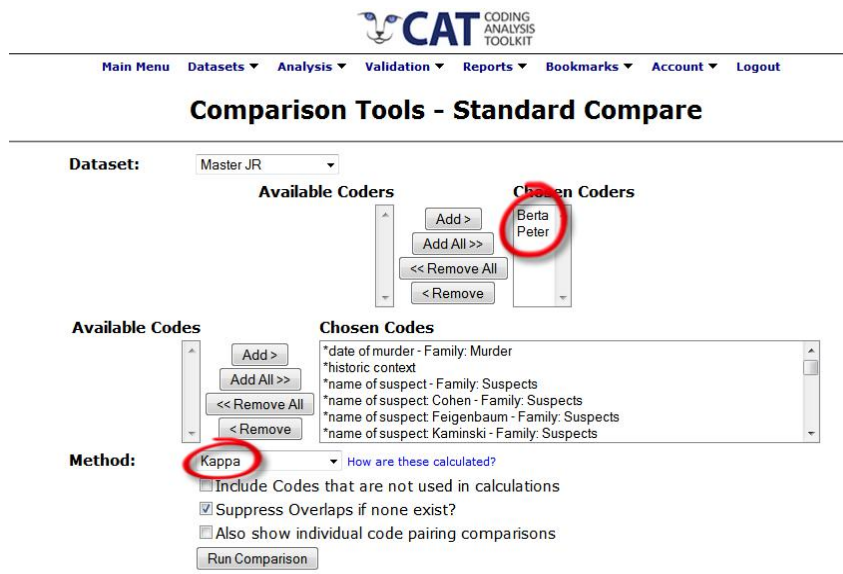 CAT CODING ANALYSIS TOOLKIT
Main Menu Datasets Analysis Validation Reports Bookmarks Account Logout
Comparison Tools - Standard Compare
Dataset: Master JR
Available Coders Chosen Coders
Add >
Add All >>
<< Remove All
< Remove
Berta
Peter
Available Codes Chosen Codes
Add >
Add All >>
<< Remove All
< Remove
*date of murder - Family: Murder
*historic context
*name of suspect - Family: Suspects
*name of suspect: Cohen - Family: Suspects
*name of suspect: Feigenbaum - Family: Suspects
*name of suspect: Kaminski - Family: Suspects
Method: Kappa How are these calculated?
Include Codes that are not used in calculations
Suppress Overlaps if none exist?
Also show individual code pairing comparisons
Run Comparison